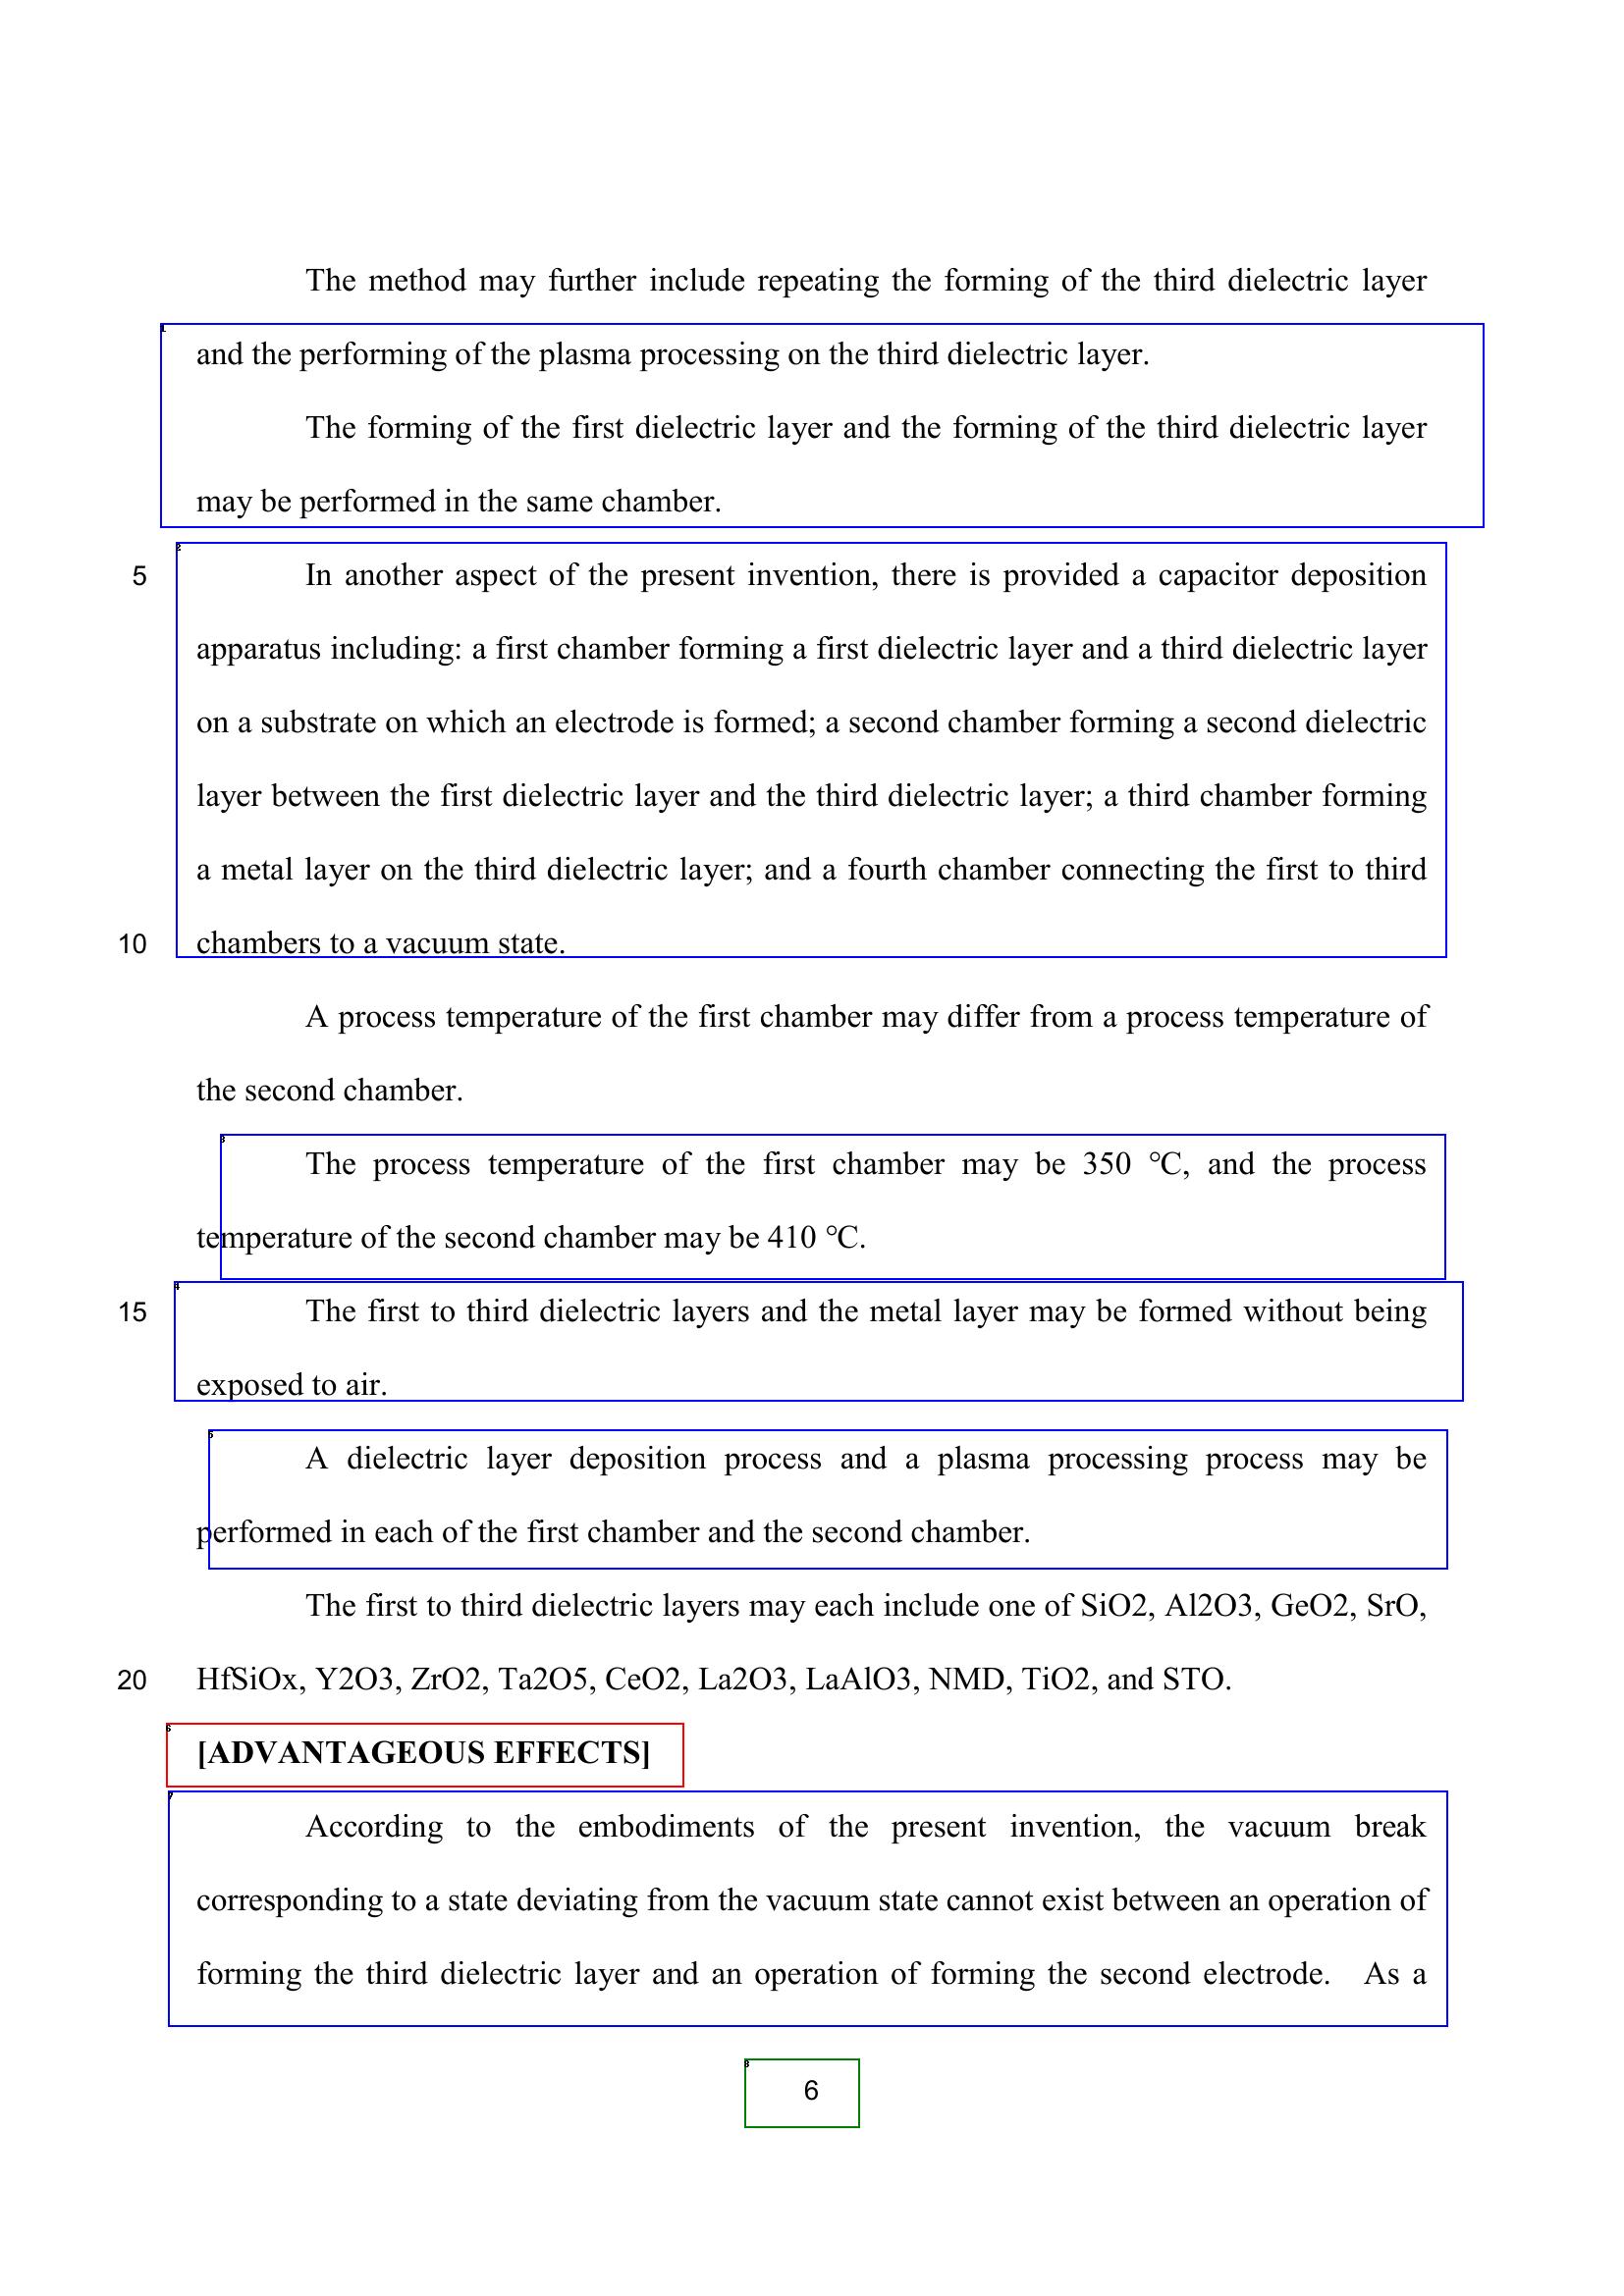 The method may further include repeating the forming of the third dielectric layer
1
and the performing of the plasma processing on the third dielectric layer.
The forming of the first dielectric layer and the forming of the third dielectric layer
may be performed in the same chamber.
2
5 In another aspect of the present invention, there is provided a capacitor deposition
apparatus including: a first chamber forming a first dielectric layer and a third dielectric layer
on a substrate on which an electrode is formed; a second chamber forming a second dielectric
layer between the first dielectric layer and the third dielectric layer; a third chamber forming
a metal layer on the third dielectric layer; and a fourth chamber connecting the first to third
10 chambers to a vacuum state.
A process temperature of the first chamber may differ from a process temperature of
the second chamber.
3
The process temperature of the first chamber may be 350 ℃, and the process
temperature of the second chamber may be 410 ℃.
4
15 The first to third dielectric layers and the metal layer may be formed without being
exposed to air.
5
A dielectric layer deposition process and a plasma processing process may be
performed in each of the first chamber and the second chamber.
The first to third dielectric layers may each include one of SiO2, Al2O3, GeO2, SrO,
20 HfSiOx, Y2O3, ZrO2, Ta2O5, CeO2, La2O3, LaAlO3, NMD, TiO2, and STO.
6
[ADVANTAGEOUS EFFECTS]
7
According to the embodiments of the present invention, the vacuum break
corresponding to a state deviating from the vacuum state cannot exist between an operation of
forming the third dielectric layer and an operation of forming the second electrode. As a
8
6